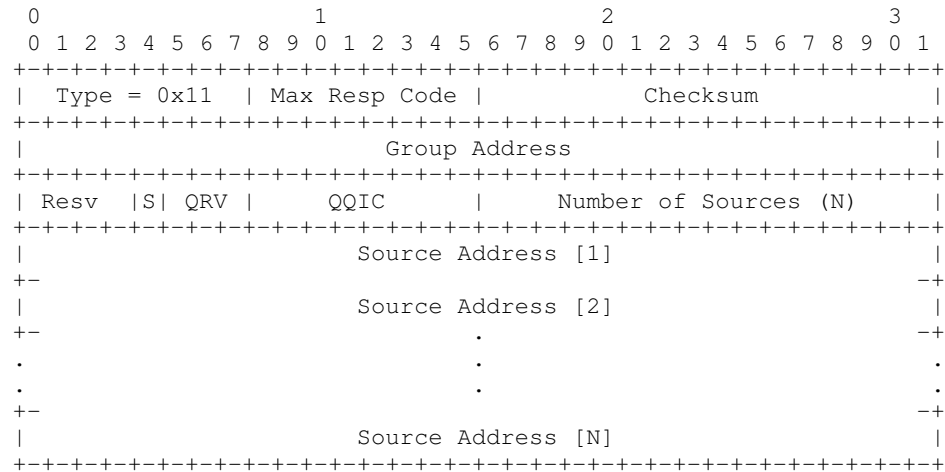 0                   1                   2                   3
 0 1 2 3 4 5 6 7 8 9 0 1 2 3 4 5 6 7 8 9 0 1 2 3 4 5 6 7 8 9 0 1
+-+-+-+-+-+-+-+-+-+-+-+-+-+-+-+-+-+-+-+-+-+-+-+-+-+-+-+-+-+-+-+-+
|  Type = 0x11  | Max Resp Code |           Checksum            |
+-+-+-+-+-+-+-+-+-+-+-+-+-+-+-+-+-+-+-+-+-+-+-+-+-+-+-+-+-+-+-+-+
|                         Group Address                         |
+-+-+-+-+-+-+-+-+-+-+-+-+-+-+-+-+-+-+-+-+-+-+-+-+-+-+-+-+-+-+-+-+
| Resv  |S| QRV |     QQIC      |     Number of Sources (N)     |
+-+-+-+-+-+-+-+-+-+-+-+-+-+-+-+-+-+-+-+-+-+-+-+-+-+-+-+-+-+-+-+-+
|                       Source Address [1]                      |
+-                                                             -+
|                       Source Address [2]                      |
+-                              .                              -+
.                               .                               .
.                               .                               .
+-                                                             -+
|                       Source Address [N]                      |
+-+-+-+-+-+-+-+-+-+-+-+-+-+-+-+-+-+-+-+-+-+-+-+-+-+-+-+-+-+-+-+-+